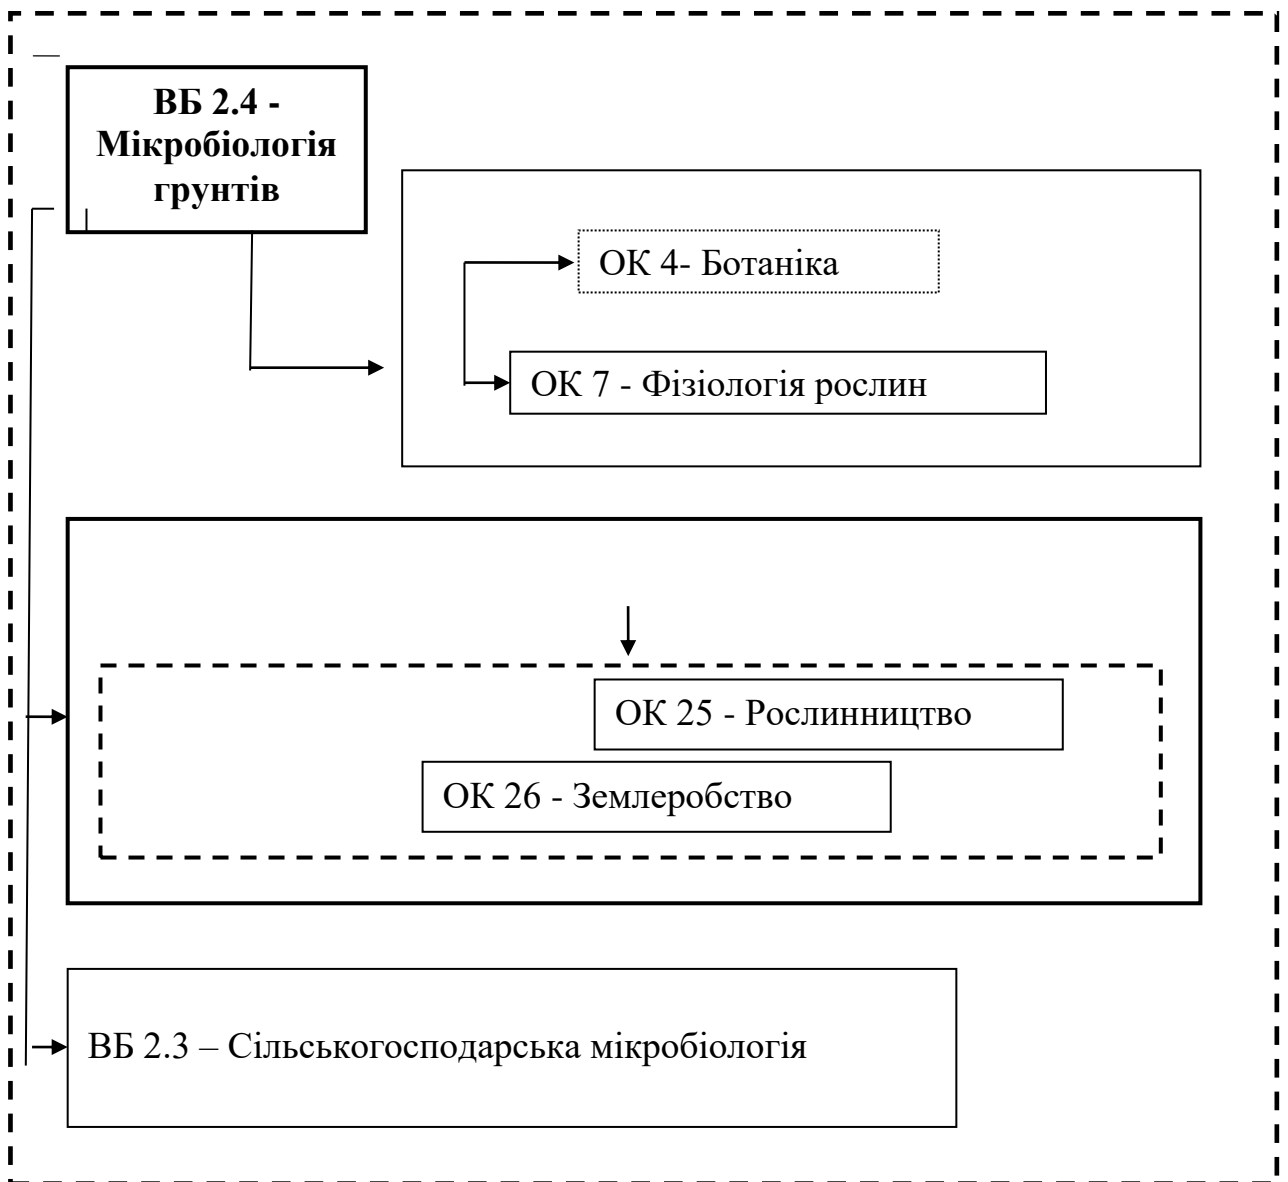 ВБ 2.4 -
Мікробіологія
грунтів
ОК 4- Ботаніка
ОК 7 - Фізіологія рослин
ОК 25 - Рослинництво
ОК 26 - Землеробство
ВБ 2.3 – Сільськогосподарська мікробіологія